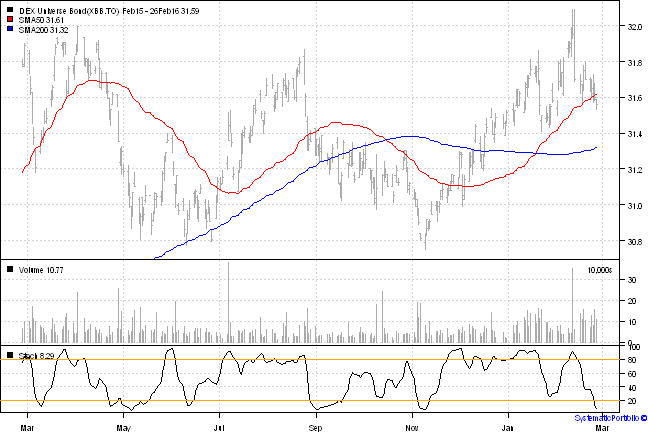 DEX Universe Bond(XBB.TO) Feb15 - 26Feb16 31.59
SMA50 31.61
SMA200 31.32
32.0
31.8
31.6
31.4
31.2
31.0
30.8
Volume 10.77
10,000s
30
20
10
0
Stoch 8.29
100
80
60
40
20
Mar May Jul Sep Nov Jan Mar
SystematicPortfolio ©